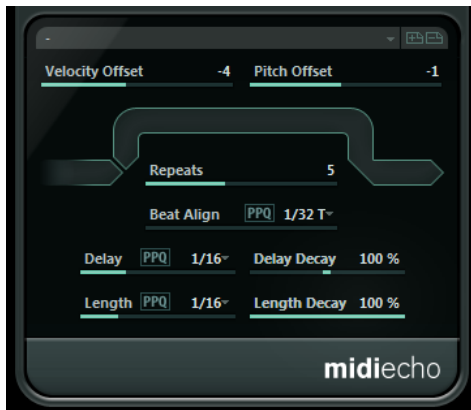 -
Velocity Offset -4 Pitch Offset -1
Repeats 5
Beat Align PPQ 1/32 T
Delay PPQ 1/16 Delay Decay 100 %
Length PPQ 1/16 Length Decay 100 %
midiecho